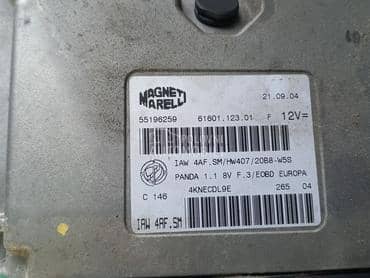 MAGNETI
MARELLI
21.09.04
55196259 61601.123.01 F 12V=
IAW 4AF.SM/HW407/20B8-W5S
PANDA 1.1 8V F.3/EOBD EUROPA
4KNECDL9E 265 04
C 146
IAW 4AF.SM